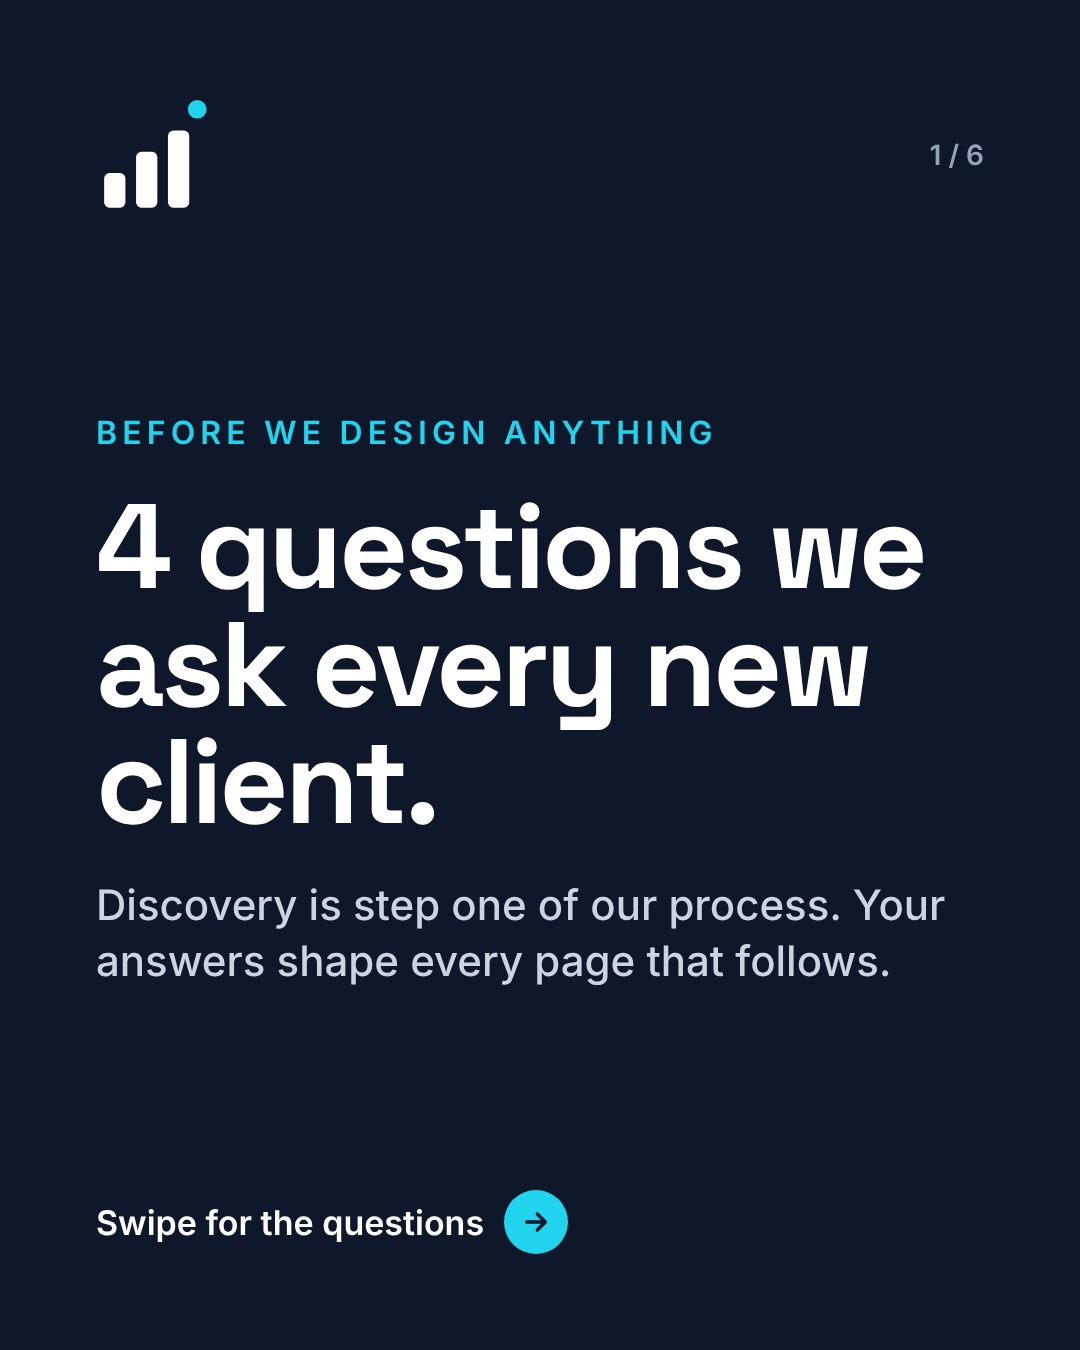 1 / 6
BEFORE WE DESIGN ANYTHING
4 questions we
ask every new
client.
Discovery is step one of our process. Your
answers shape every page that follows.
Swipe for the questions